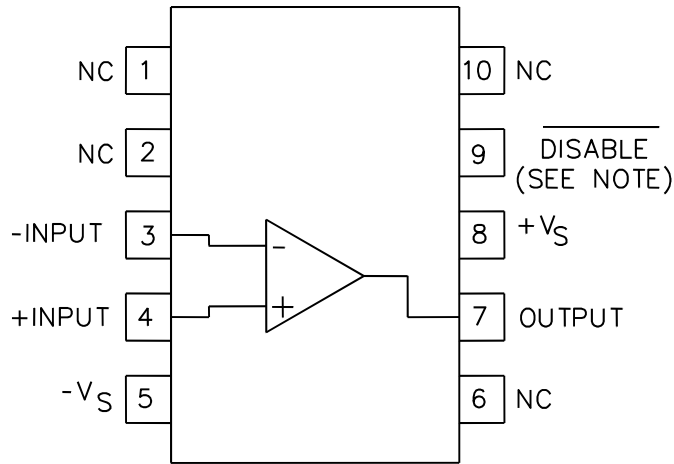 NC 1
10 NC
NC 2
9 DISABLE
(SEE NOTE)
-INPUT 3
-
8 +VS
+INPUT 4
+
7 OUTPUT
-VS 5
6 NC